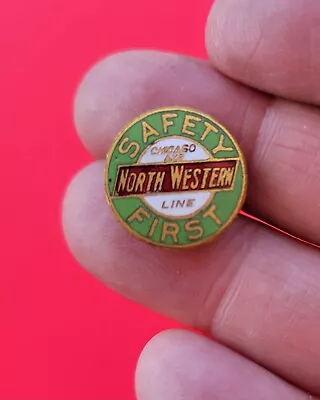 SAFETY
CHICAGO
AND
NORTH WESTERN
LINE
FIRST